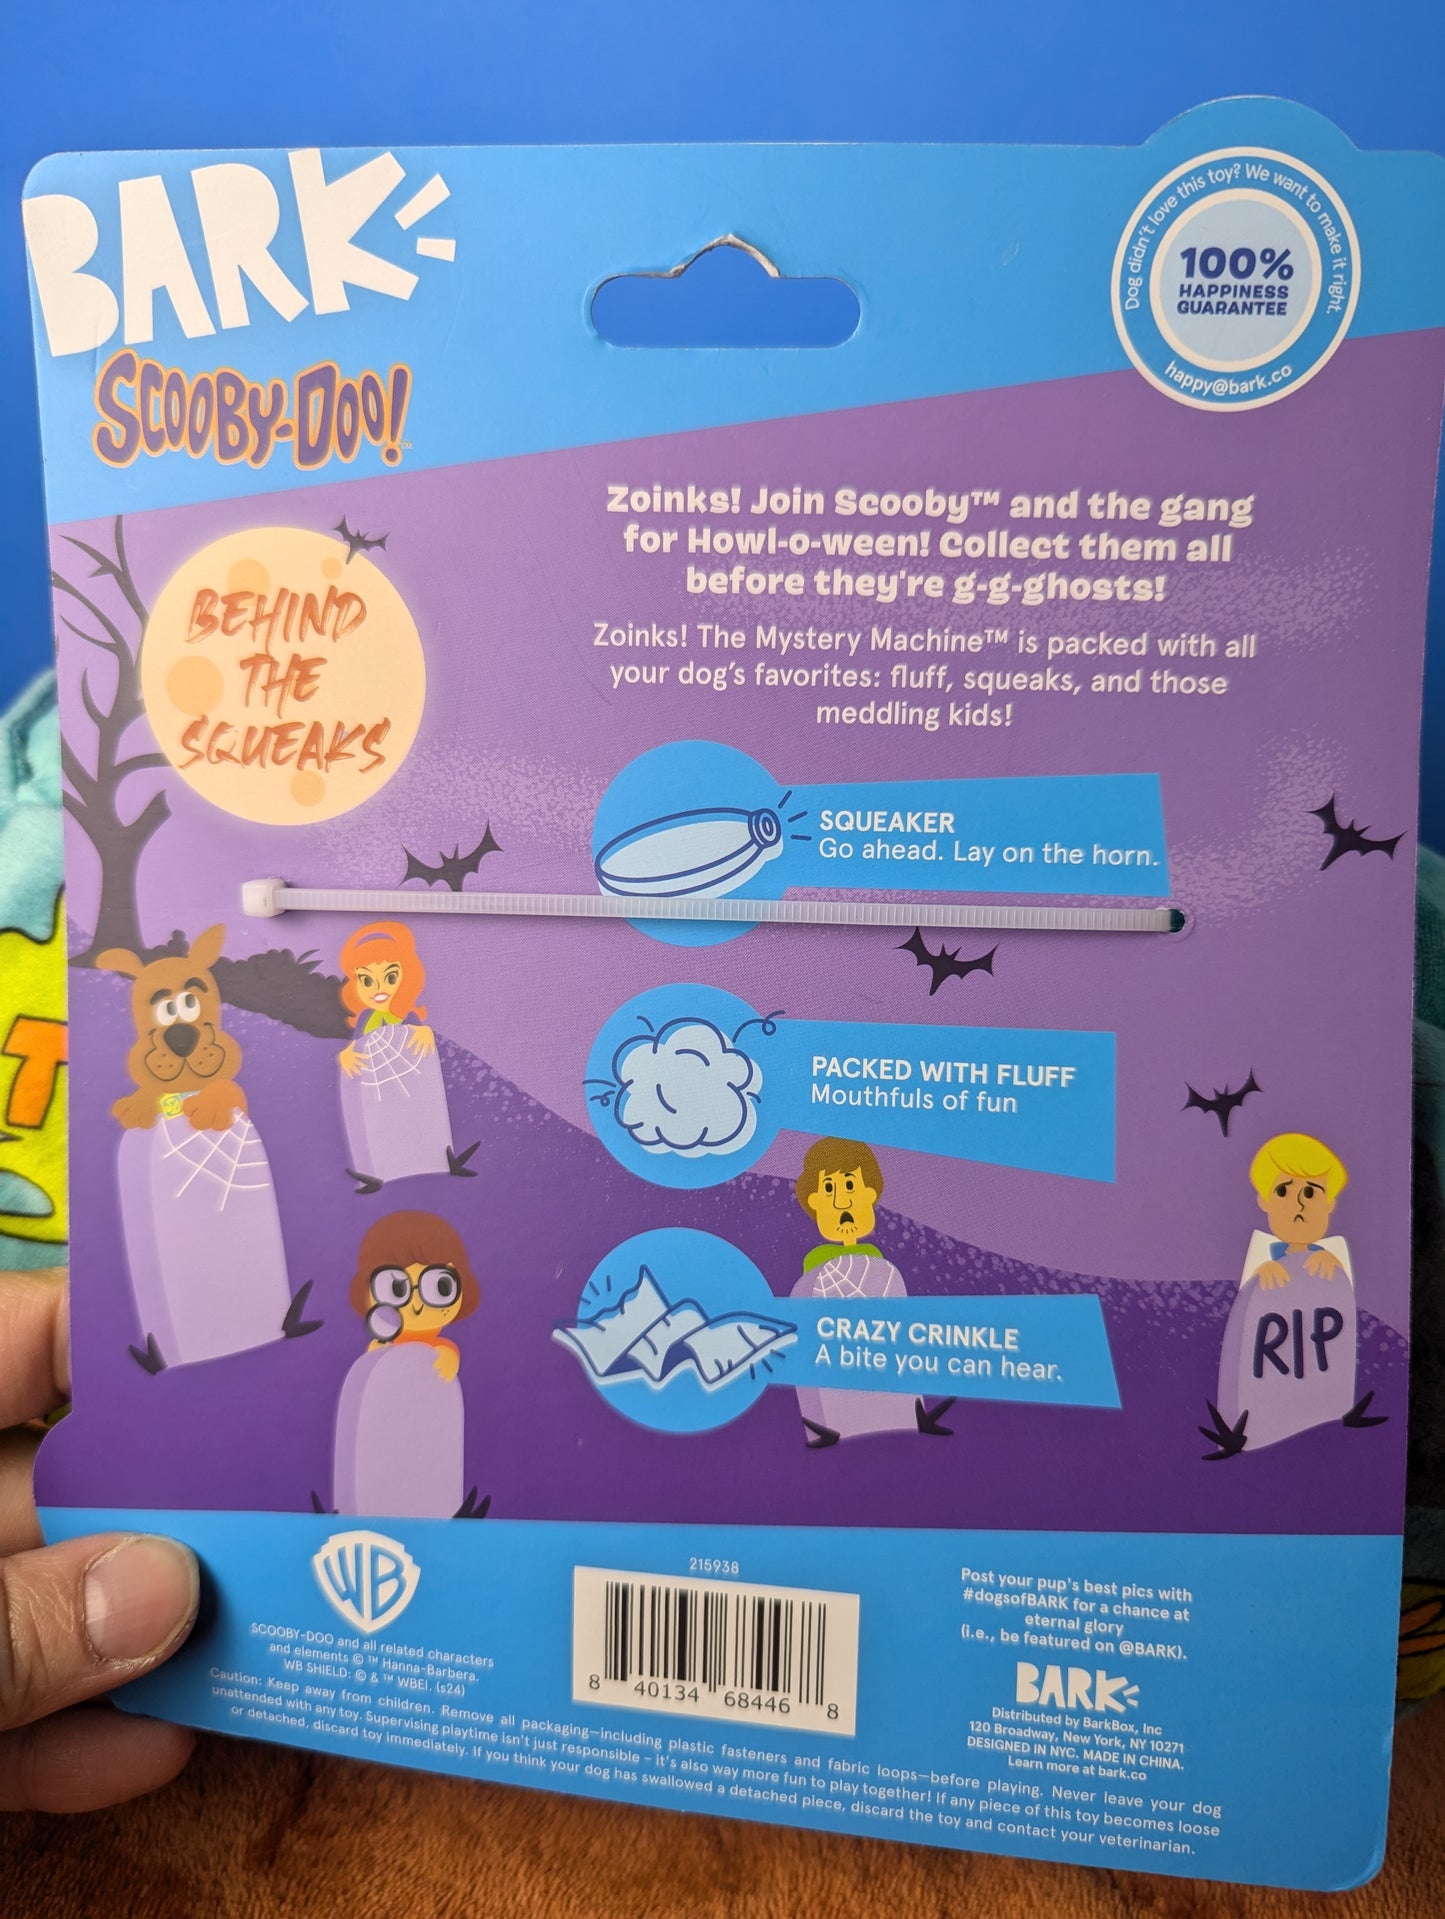 BARK
SCOOBY-DOO!™
Dog didn't love this toy? We want to make it right.
100%
HAPPINESS
GUARANTEE
happy@bark.co
BEHIND
THE
SQUEAKS
Zoinks! Join Scooby™ and the gang
for Howl-o-ween! Collect them all
before they're g-g-ghosts!
Zoinks! The Mystery Machine™ is packed with all
your dog's favorites: fluff, squeaks, and those
meddling kids!
SQUEAKER
Go ahead. Lay on the horn.
PACKED WITH FLUFF
Mouthfuls of fun
CRAZY CRINKLE
A bite you can hear.
RIP
WB
SCOOBY-DOO and all related characters
and elements © ™ Hanna-Barbera.
WB SHIELD: © & ™ WBEI. (s24)
215938
8 40134 68446 8
Post your pup's best pics with
#dogsofBARK for a chance at
eternal glory
(i.e., be featured on @BARK).
BARK
Distributed by BarkBox, Inc
120 Broadway, New York, NY 10271
DESIGNED IN NYC. MADE IN CHINA.
Learn more at bark.co
Caution: Keep away from children. Remove all packaging—including plastic fasteners and fabric loops—before playing. Never leave your dog
unattended with any toy. Supervising playtime isn't just responsible – it's also way more fun to play together! If any piece of this toy becomes loose
or detached, discard toy immediately. If you think your dog has swallowed a detached piece, discard the toy and contact your veterinarian.